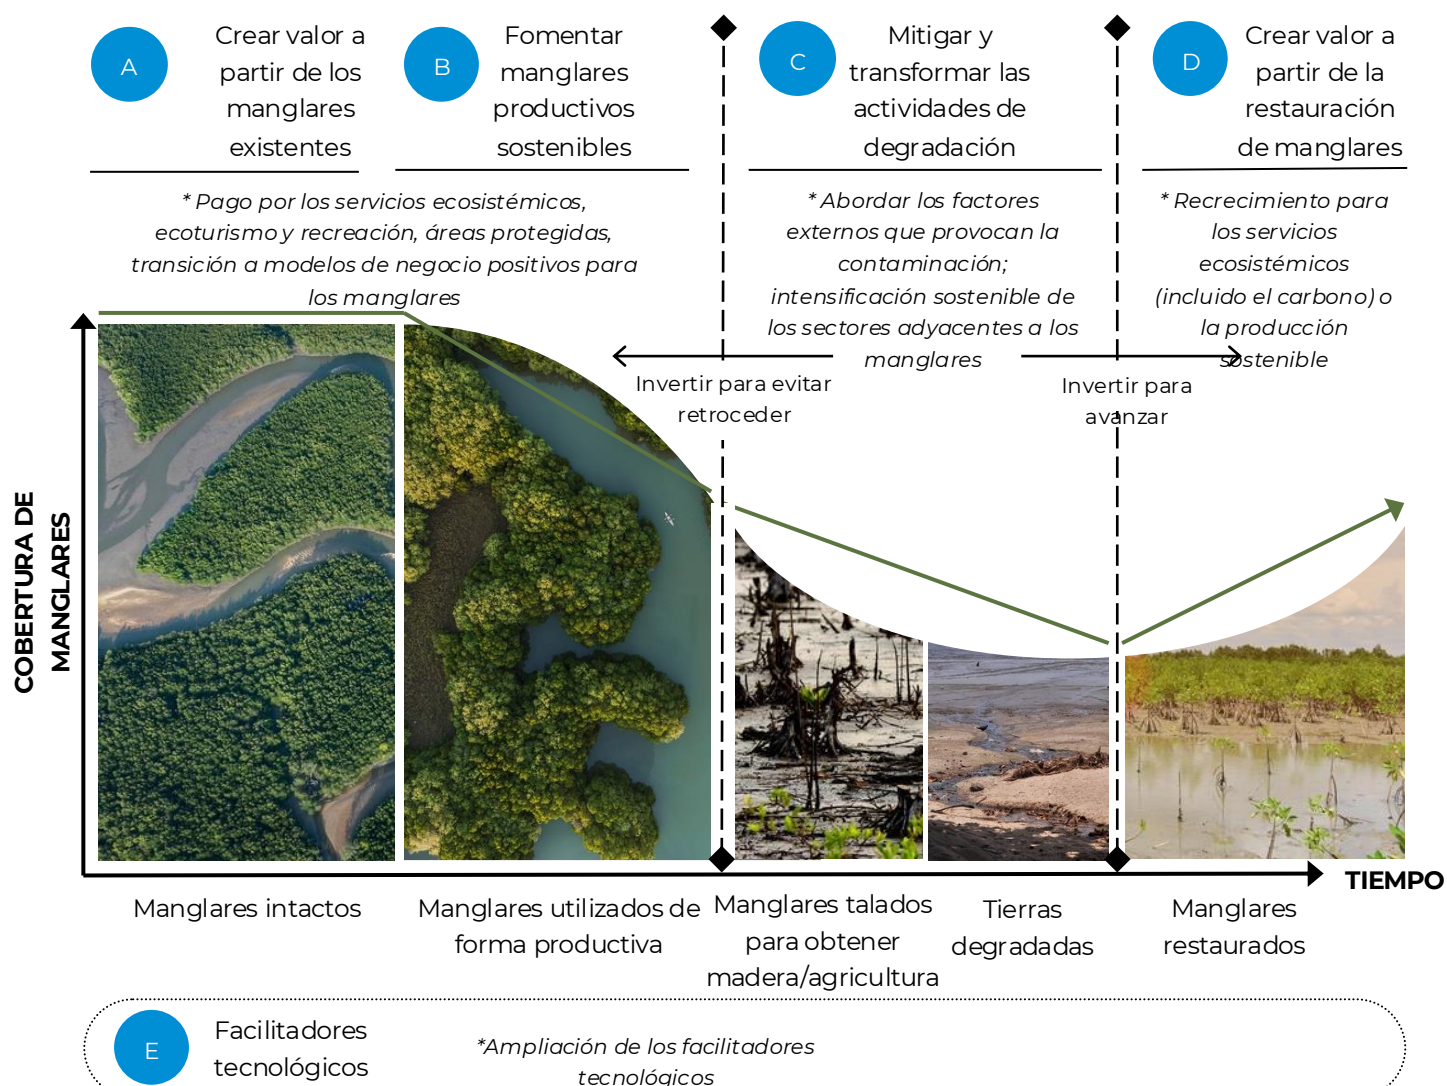 A
Crear valor a
partir de los
manglares
existentes
B
Fomentar
manglares
productivos
sostenibles
C
Mitigar y
transformar las
actividades de
degradación
D
Crear valor a
partir de la
restauración
de manglares
* Pago por los servicios ecosistémicos,
ecoturismo y recreación, áreas protegidas,
transición a modelos de negocio positivos para
los manglares
* Abordar los factores
externos que provocan la
contaminación;
intensificación sostenible de
los sectores adyacentes a los
manglares
* Recrecimiento para
los servicios
ecosistémicos
(incluido el carbono) o
la producción
sostenible
Invertir para evitar
retroceder
Invertir para
avanzar
COBERTURA DE
MANGLARES
TIEMPO
Manglares intactos
Manglares utilizados de
forma productiva
Manglares talados
para obtener
madera/agricultura
Tierras
degradadas
Manglares
restaurados
E
Facilitadores
tecnológicos
*Ampliación de los facilitadores
tecnológicos